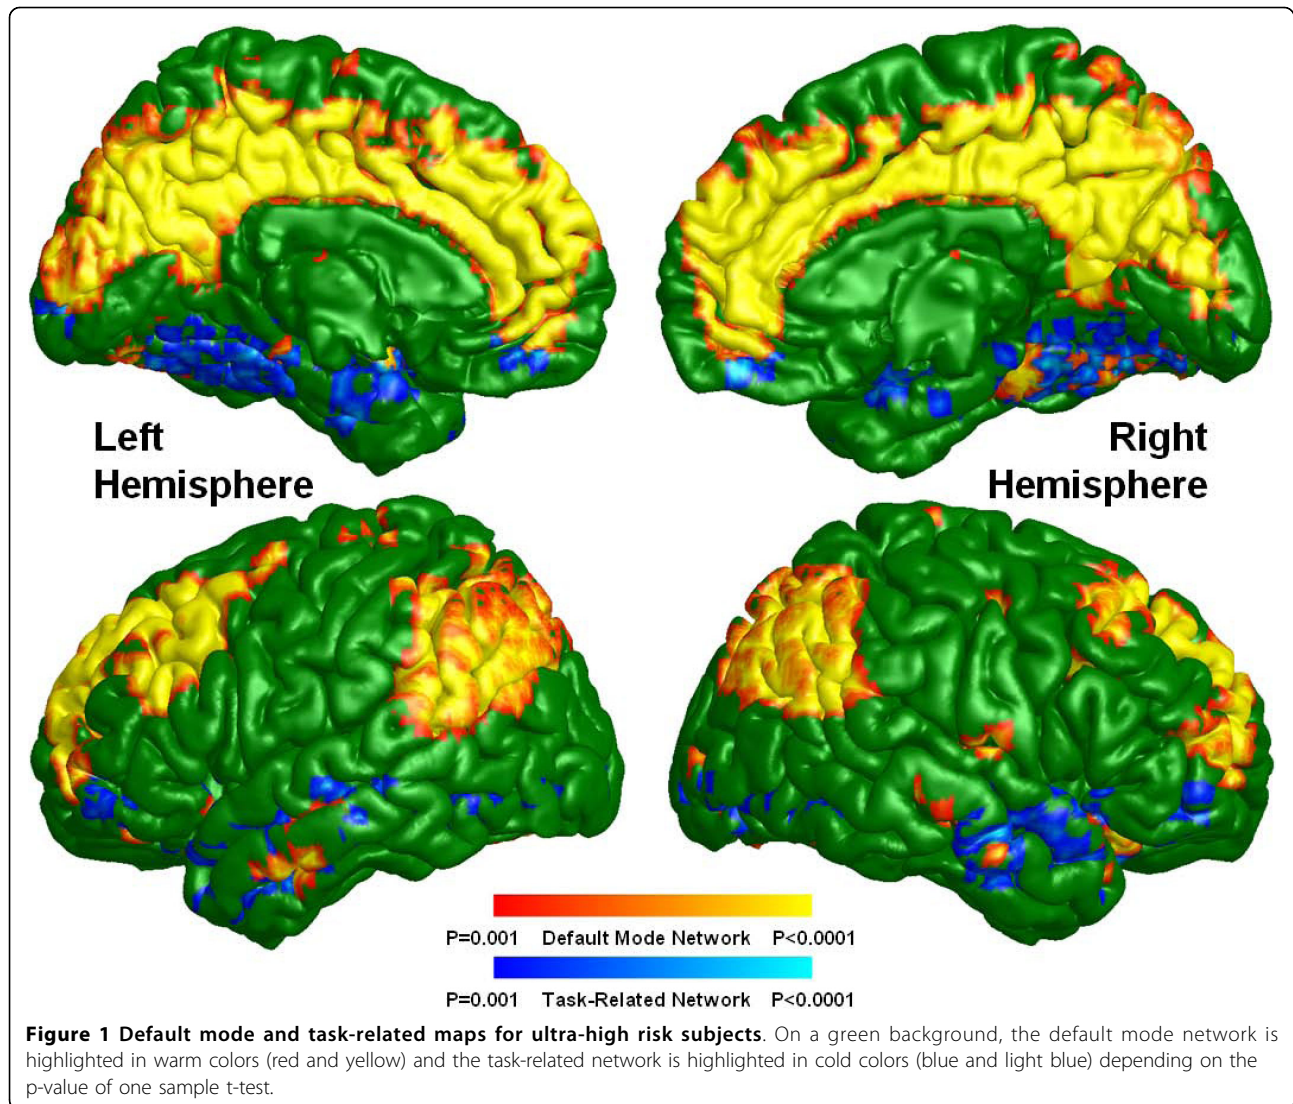 Left
Hemisphere
Right
Hemisphere
P=0.001 Default Mode Network P<0.0001
P=0.001 Task-Related Network P<0.0001
Figure 1 Default mode and task-related maps for ultra-high risk subjects. On a green background, the default mode network is
highlighted in warm colors (red and yellow) and the task-related network is highlighted in cold colors (blue and light blue) depending on the
p-value of one sample t-test.